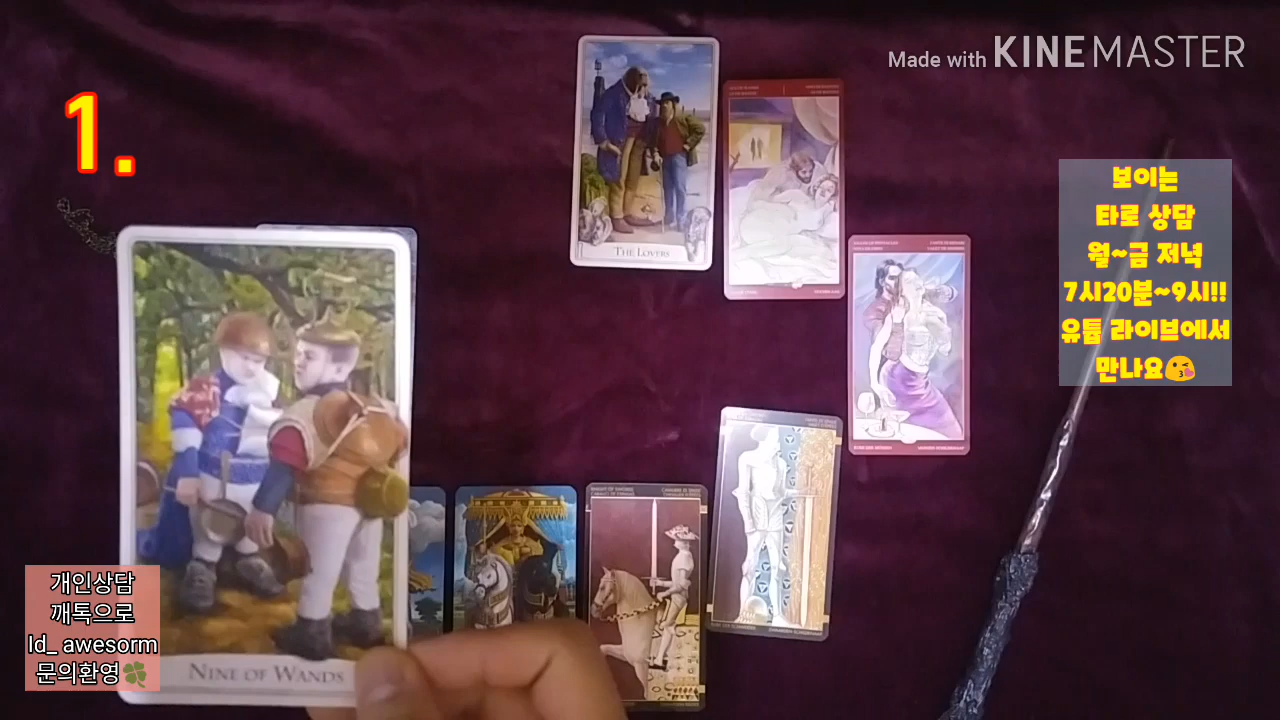 Made with KINEMASTER
1.
보이는
타로 상담
월~금 저녁
7시20분~9시!!
유튭 라이브에서
만나요😘
THE LOVERS
NINE OF WANDS
개인상담
깨톡으로
Id_ awesorm
문의환영🍀